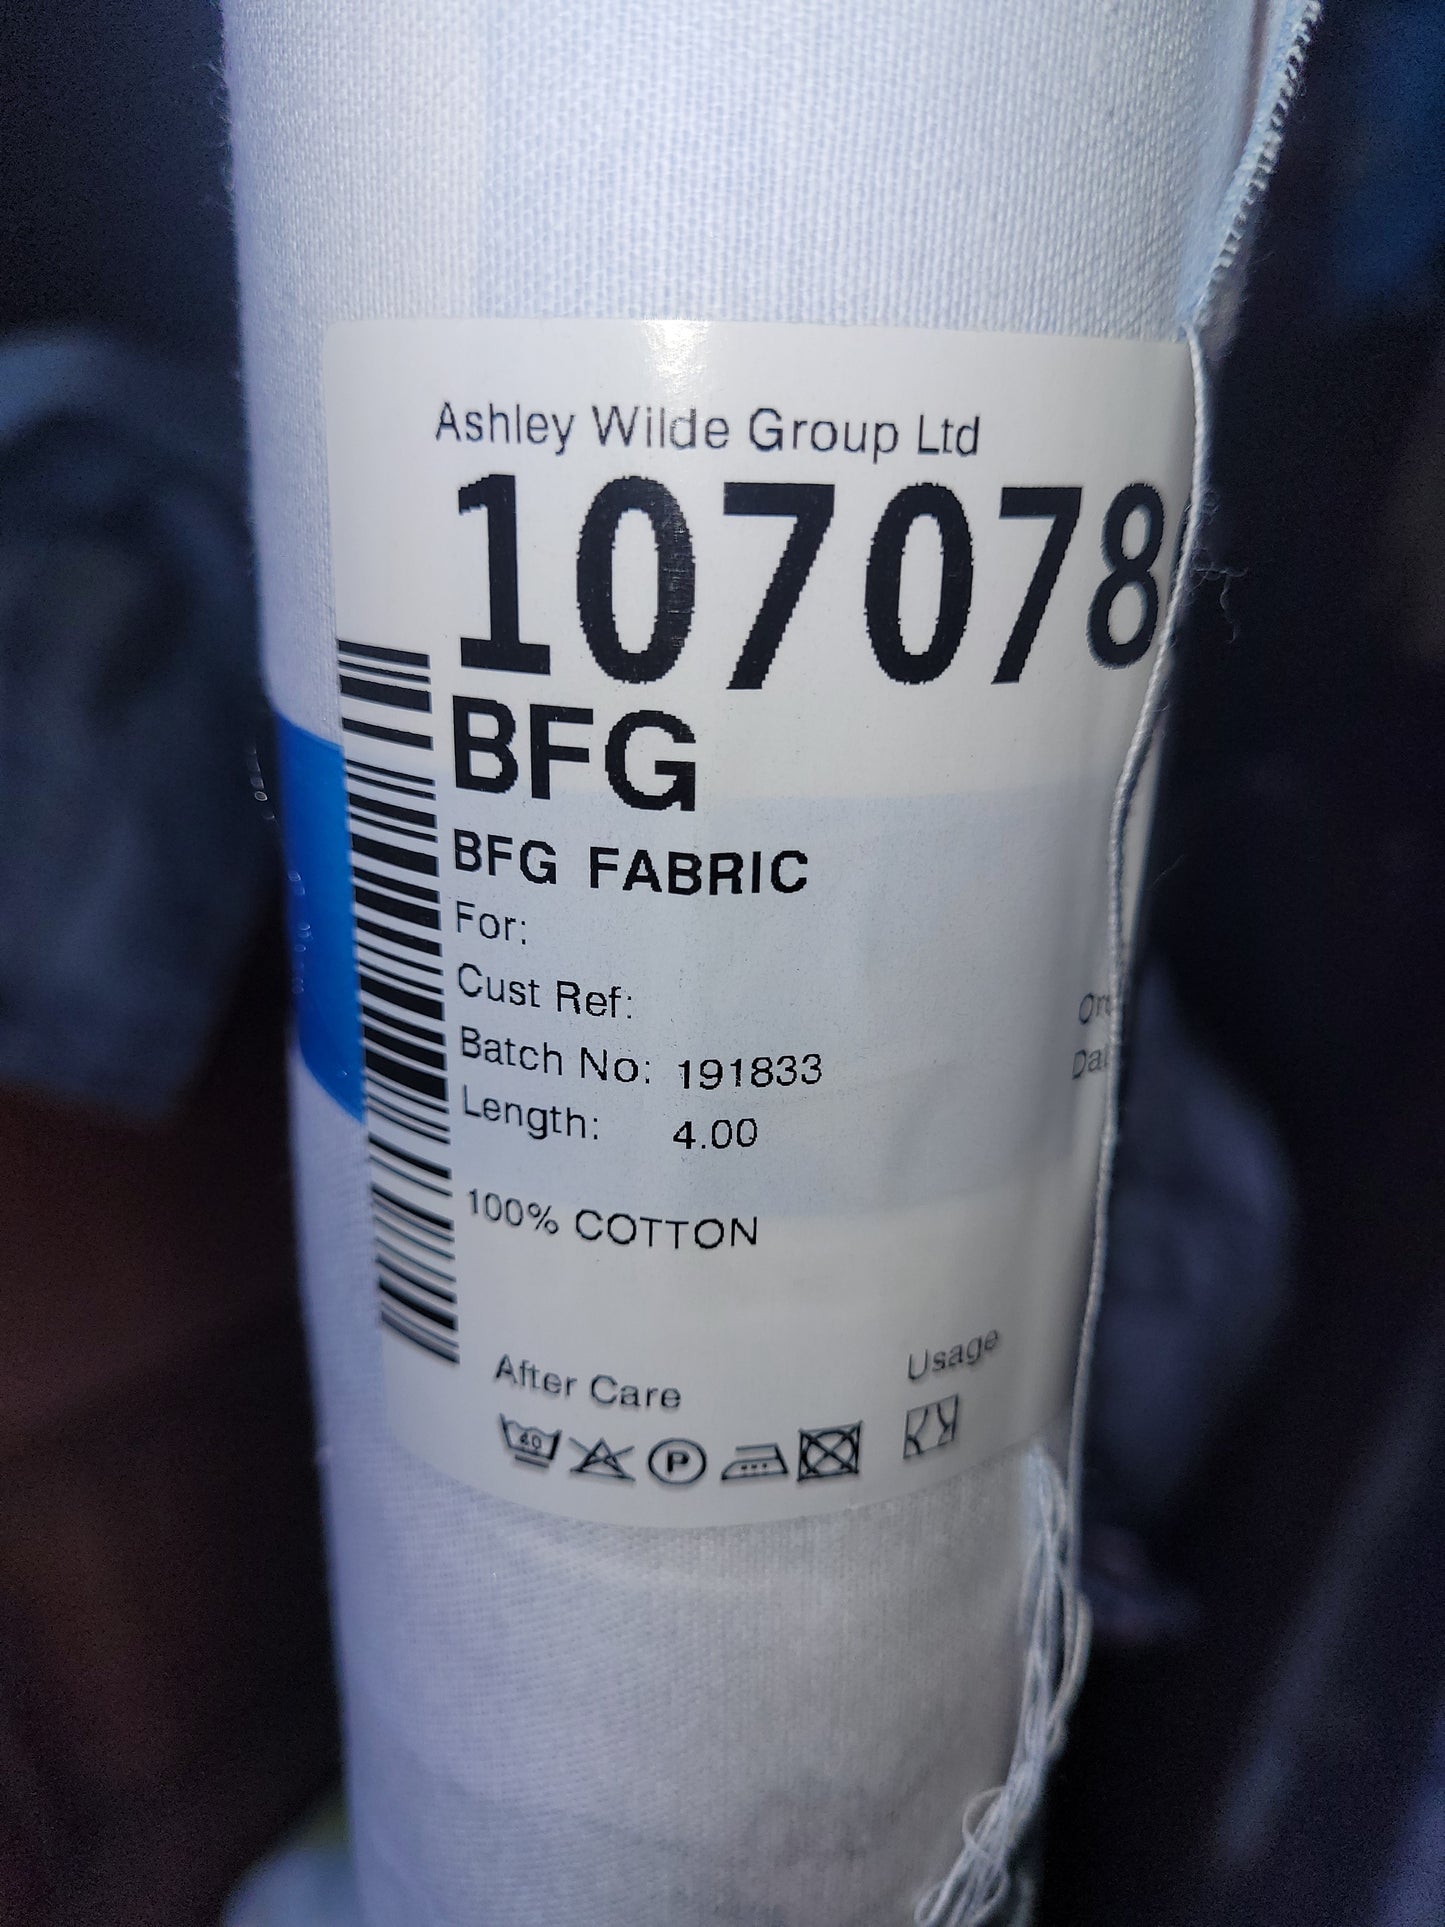 Ashley Wilde Group Ltd
107078
BFG
BFG FABRIC
For:
Cust Ref:
Batch No: 191833
Length: 4.00
100% COTTON
After Care
Usage
40
P